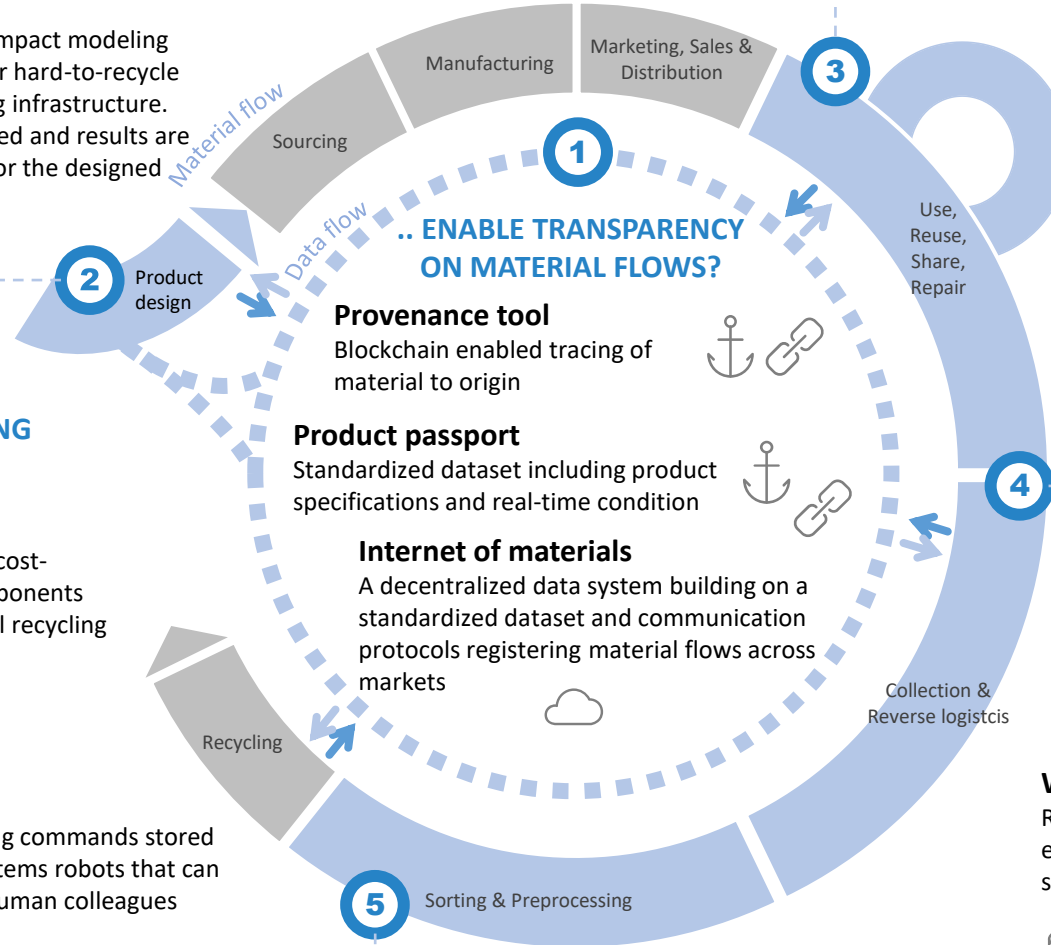 mpact modeling
r hard-to-recycle
g infrastructure.
ed and results are
or the designed
Material flow
Sourcing
Manufacturing
Marketing, Sales &
Distribution
3
1
Data flow
.. ENABLE TRANSPARENCY
ON MATERIAL FLOWS?
Use,
Reuse,
Share,
Repair
2
Product
design
Provenance tool
Blockchain enabled tracing of
material to origin
NG
Product passport
Standardized dataset including product
specifications and real-time condition
4
cost-
ponents
l recycling
Internet of materials
A decentralized data system building on a
standardized dataset and communication
protocols registering material flows across
markets
Collection &
Reverse logistcis
Recycling
g commands stored
tems robots that can
uman colleagues
5
Sorting & Preprocessing
R
e
s